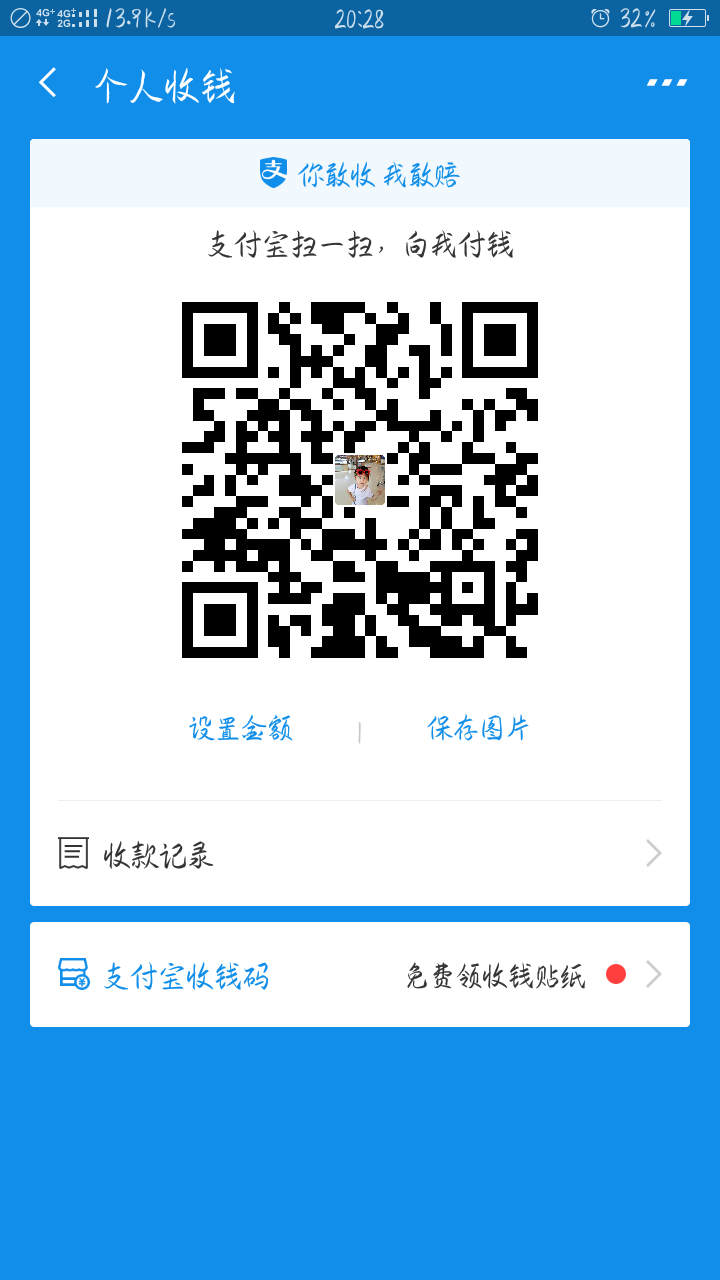 4G+ 4G+ 2G 13.9K/s 20:28 32%
个人收钱
支 你敢收 我敢赔
支付宝扫一扫，向我付钱
设置金额 | 保存图片
收款记录
支付宝收钱码 免费领收钱贴纸